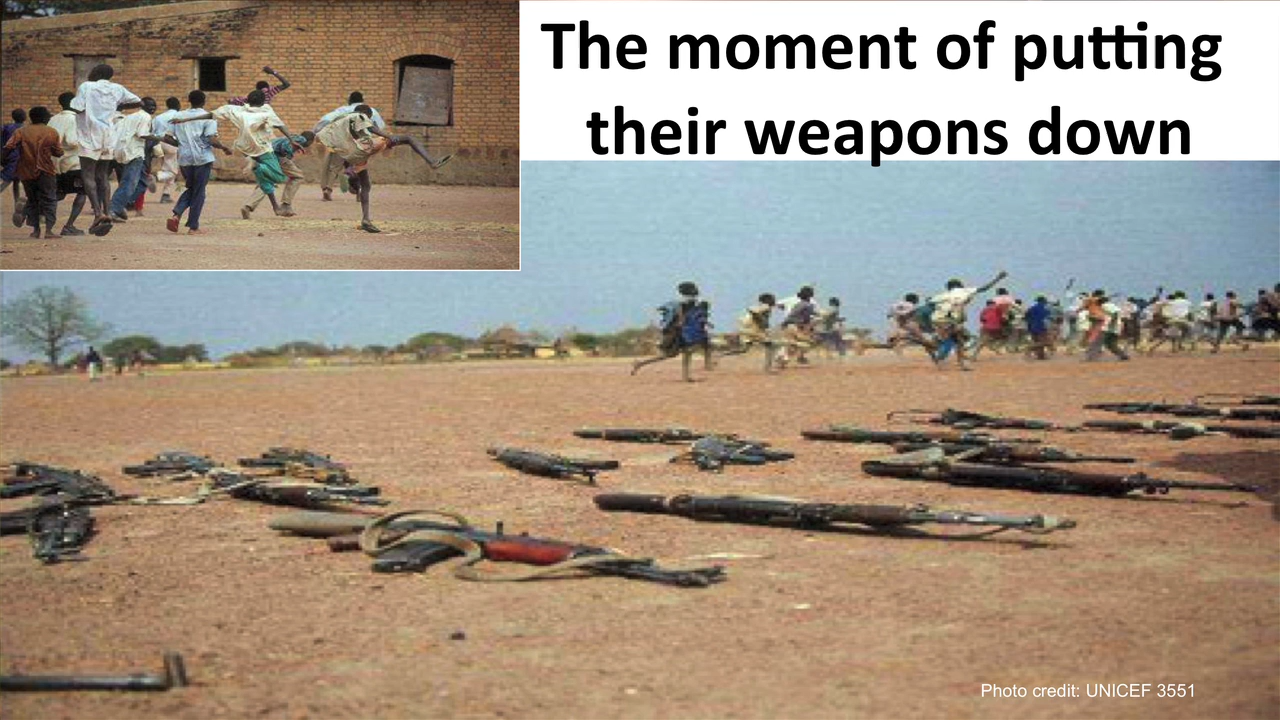 The moment of putting
their weapons down
Photo credit: UNICEF 3551